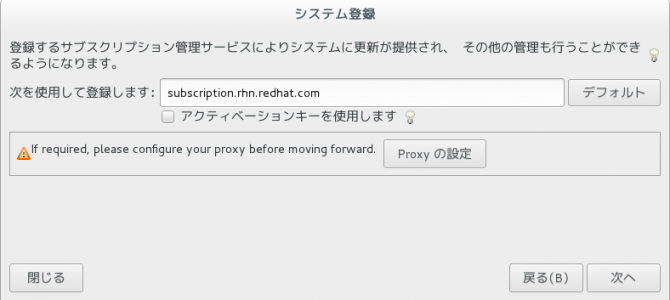 システム登録
登録するサブスクリプション管理サービスによりシステムに更新が提供され、 その他の管理も行うことができ
るようになります。
次を使用して登録します: subscription.rhn.redhat.com デフォルト
アクティベーションキーを使用します
If required, please configure your proxy before moving forward. Proxy の設定
閉じる 戻る(B) 次へ